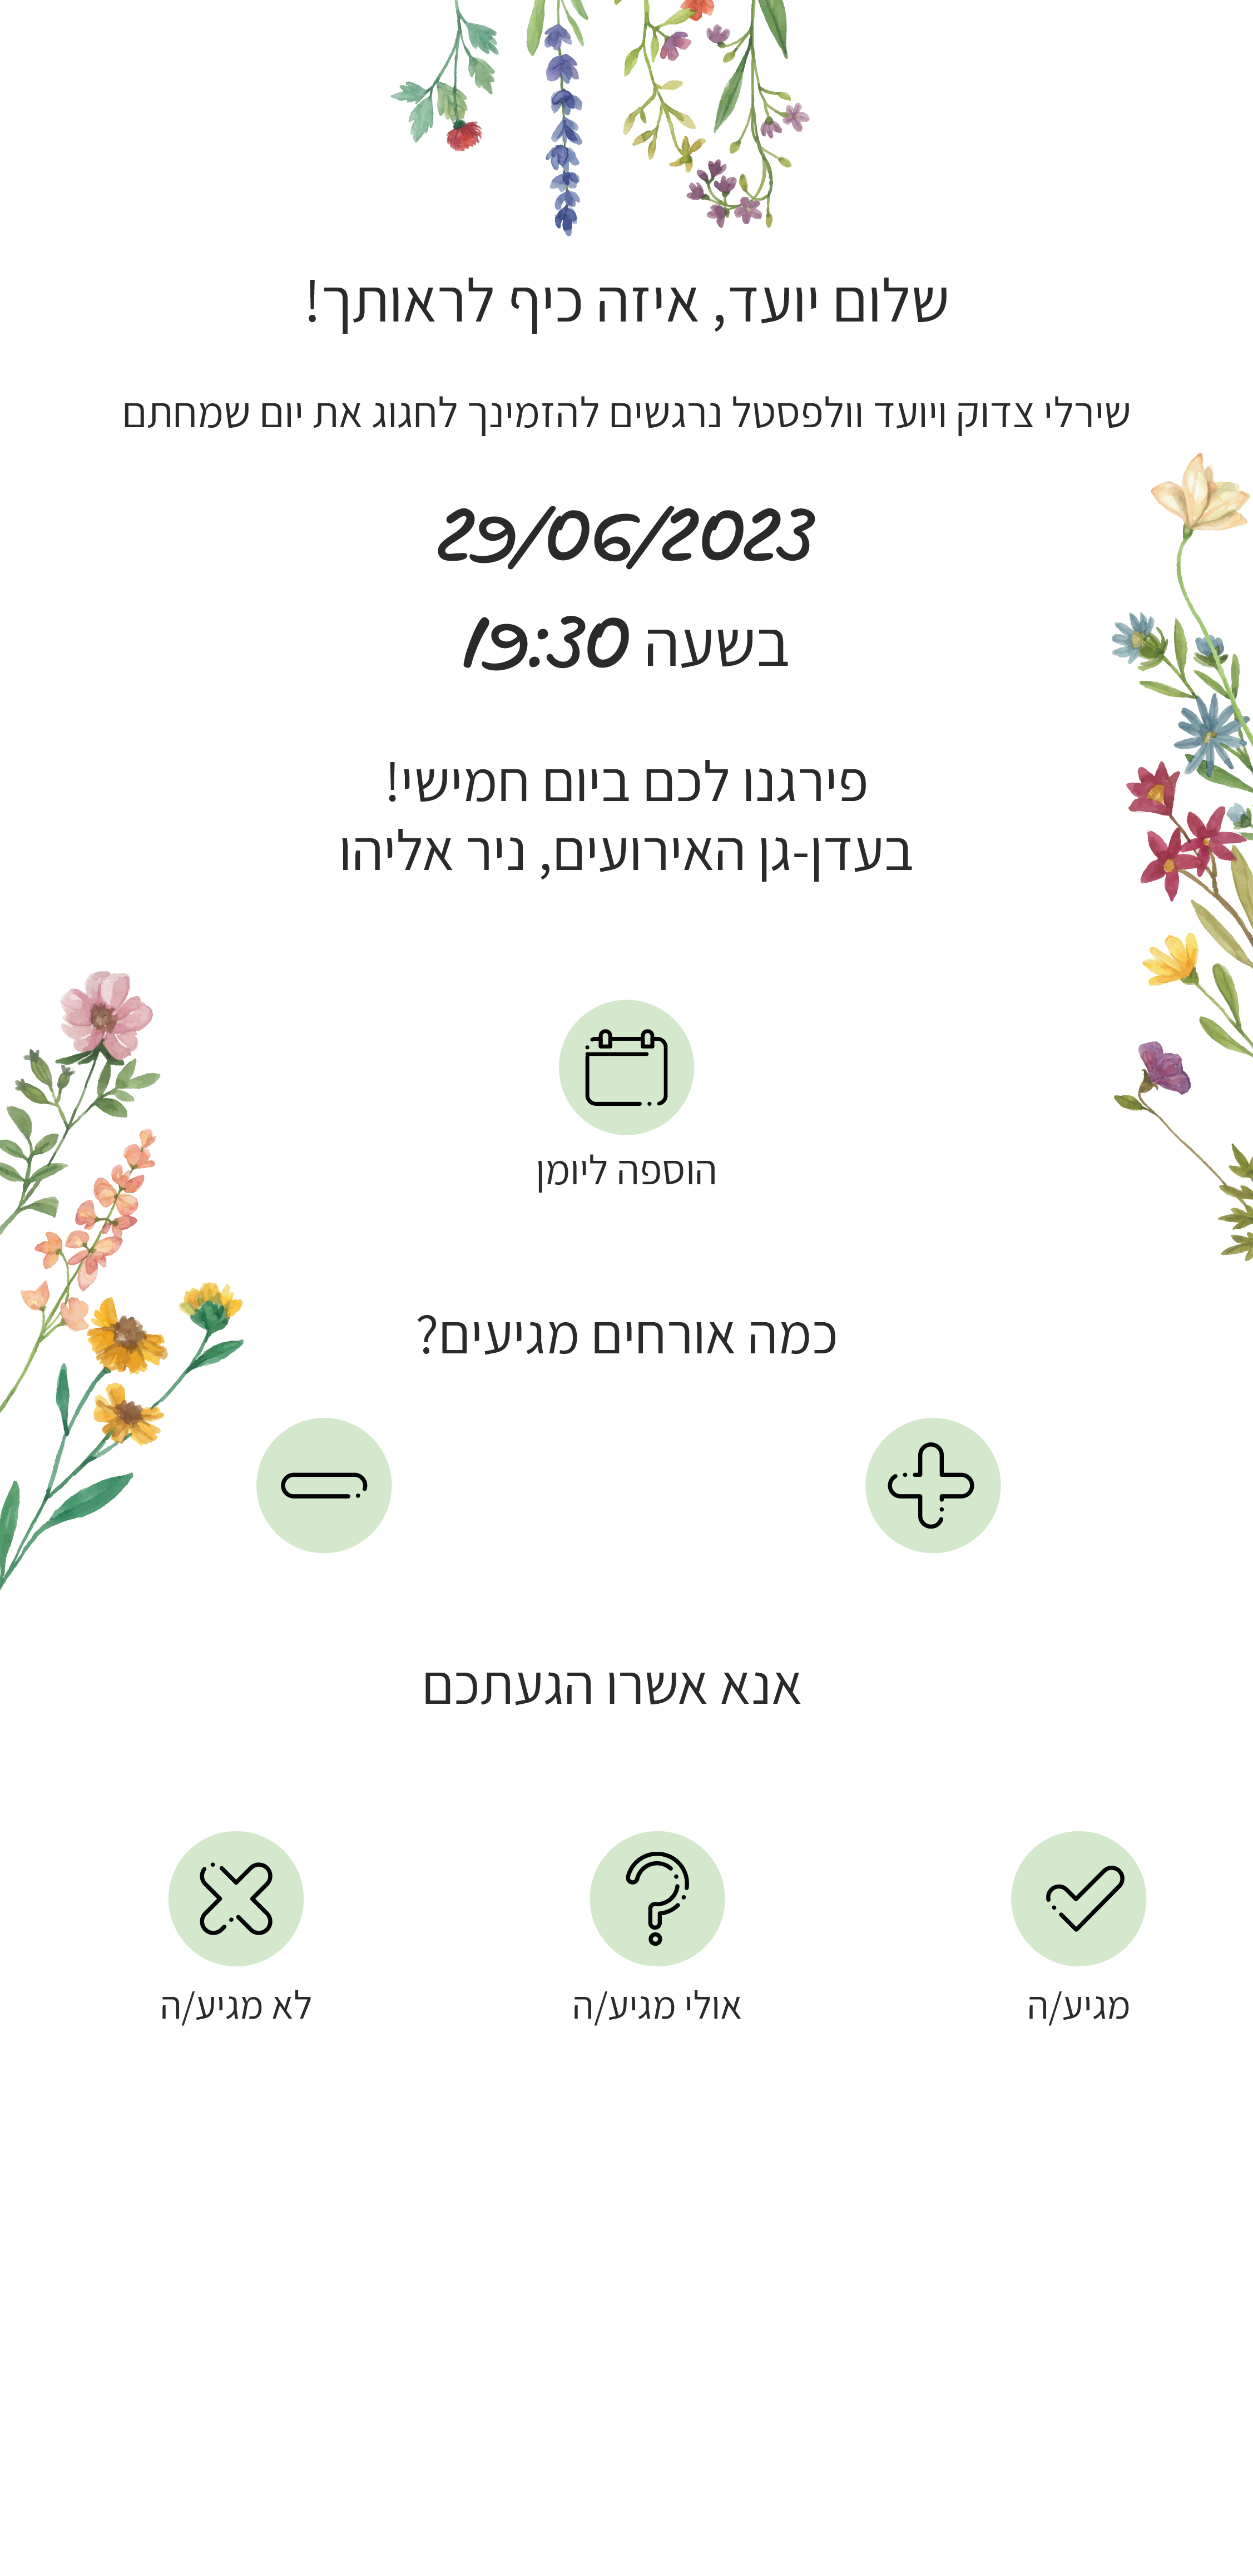 שלום יועד, איזה כיף לראותך!
שירלי צדוק ויועד וולפסטל נרגשים להזמינך לחגוג את יום שמחתם
29/06/2023
בשעה 19:30
פירגנו לכם ביום חמישי!
בעדן-גן האירועים, ניר אליהו
הוספה ליומן
כמה אורחים מגיעים?
אנא אשרו הגעתכם
מגיע/ה
אולי מגיע/ה
לא מגיע/ה